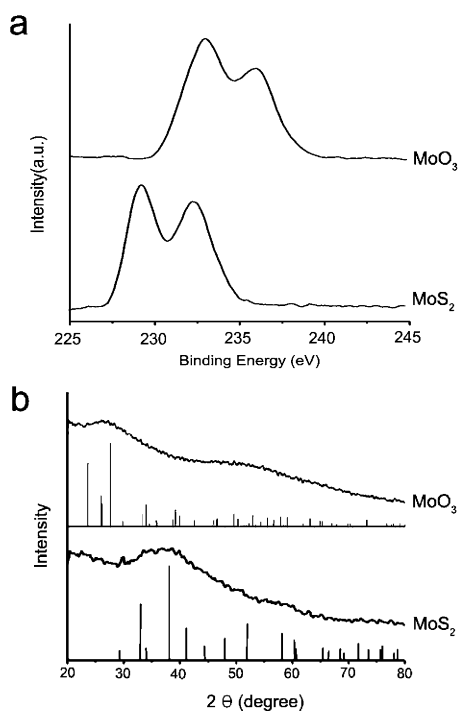 a
Intensity(a.u.)
MoO3
MoS2
225 230 235 240 245
Binding Energy (eV)
b
Intensity
MoO3
MoS2
20 30 40 50 60 70 80
2 Θ (degree)